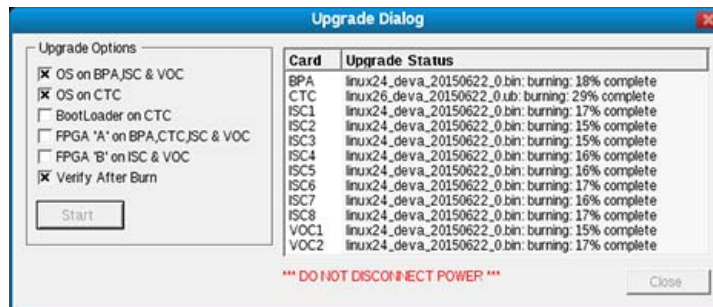 Upgrade Dialog
Upgrade Options
OS on BPA,ISC & VOC
OS on CTC
BootLoader on CTC
FPGA 'A' on BPA,CTC,ISC & VOC
FPGA 'B' on ISC & VOC
Verify After Burn
Start
Card Upgrade Status
BPA linux24_deva_20150622_0.bin: burning: 18% complete
CTC linux26_deva_20150622_0.ub: burning: 29% complete
ISC1 linux24_deva_20150622_0.bin: burning: 17% complete
ISC2 linux24_deva_20150622_0.bin: burning: 15% complete
ISC3 linux24_deva_20150622_0.bin: burning: 15% complete
ISC4 linux24_deva_20150622_0.bin: burning: 16% complete
ISC5 linux24_deva_20150622_0.bin: burning: 16% complete
ISC6 linux24_deva_20150622_0.bin: burning: 17% complete
ISC7 linux24_deva_20150622_0.bin: burning: 16% complete
ISC8 linux24_deva_20150622_0.bin: burning: 17% complete
VOC1 linux24_deva_20150622_0.bin: burning: 15% complete
VOC2 linux24_deva_20150622_0.bin: burning: 17% complete
*** DO NOT DISCONNECT POWER ***
Close